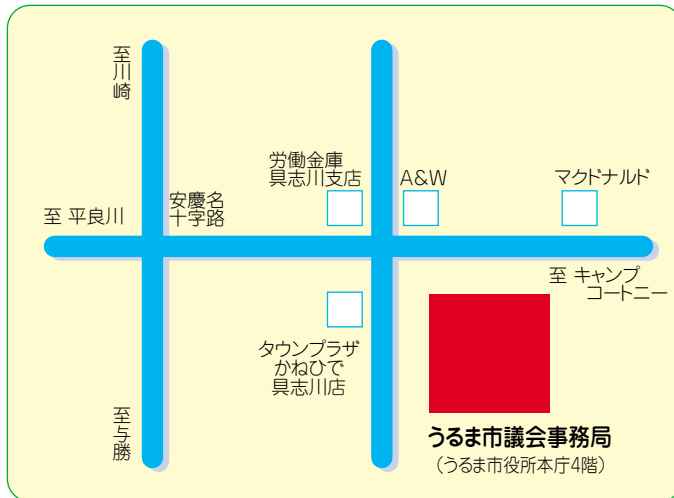 至川崎
労働金庫
具志川支店
A&W
マクドナルド
安慶名
十字路
至 平良川
至 キャンプ
コートニー
タウンプラザ
かねひで
具志川店
至与勝
うるま市議会事務局
(うるま市役所本庁4階)